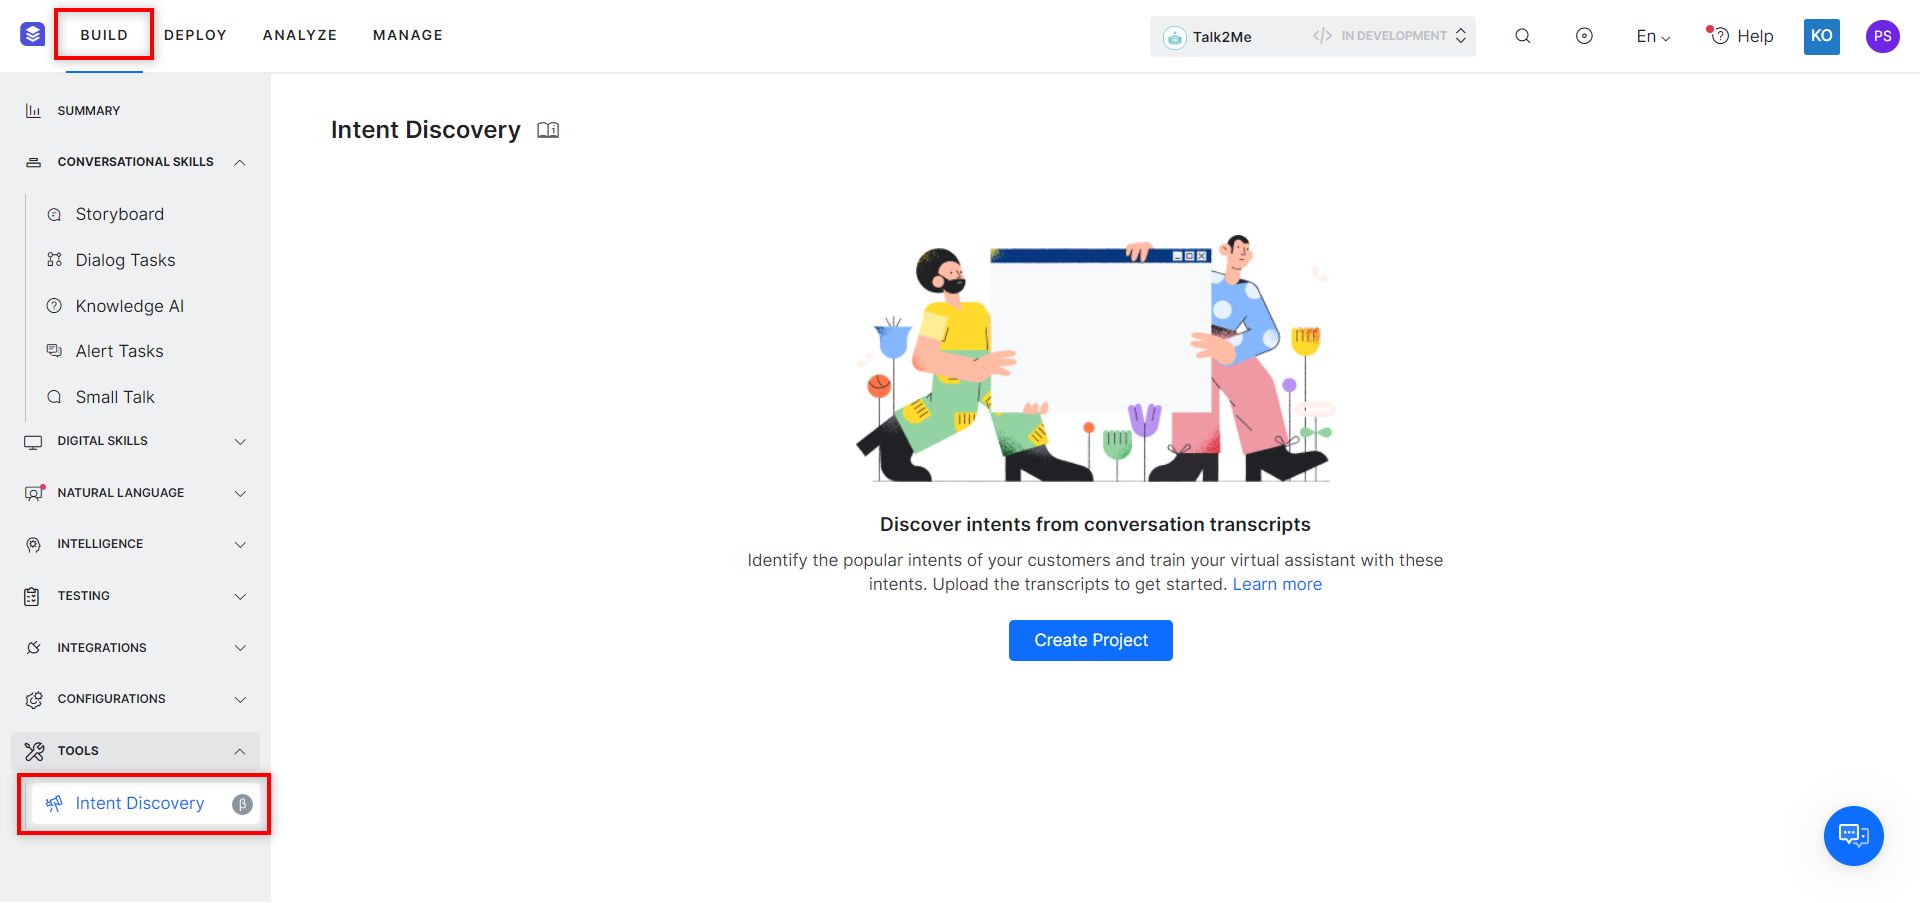 BUILD
DEPLOY
ANALYZE
MANAGE
Talk2Me
</> IN DEVELOPMENT
En
? Help
KO
PS
SUMMARY
CONVERSATIONAL SKILLS
Storyboard
Dialog Tasks
Knowledge AI
Alert Tasks
Small Talk
DIGITAL SKILLS
NATURAL LANGUAGE
INTELLIGENCE
TESTING
INTEGRATIONS
CONFIGURATIONS
TOOLS
Intent Discovery β
Intent Discovery
Discover intents from conversation transcripts
Identify the popular intents of your customers and train your virtual assistant with these
intents. Upload the transcripts to get started. Learn more
Create Project